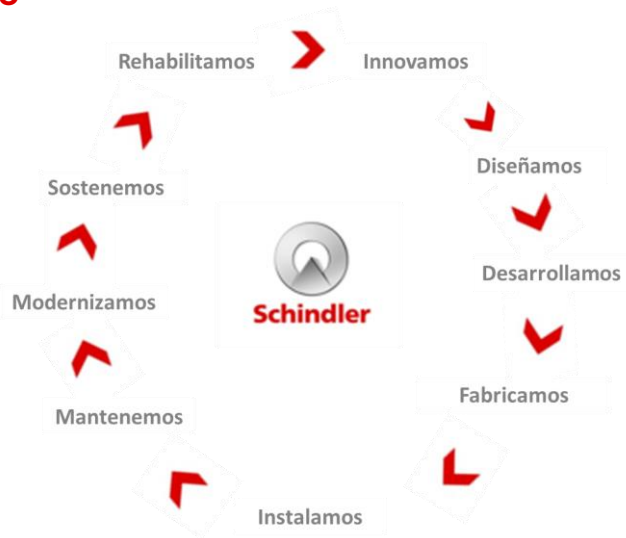 Rehabilitamos
Innovamos
Diseñamos
Desarrollamos
Fabricamos
Instalamos
Mantenemos
Modernizamos
Sostenemos
Schindler